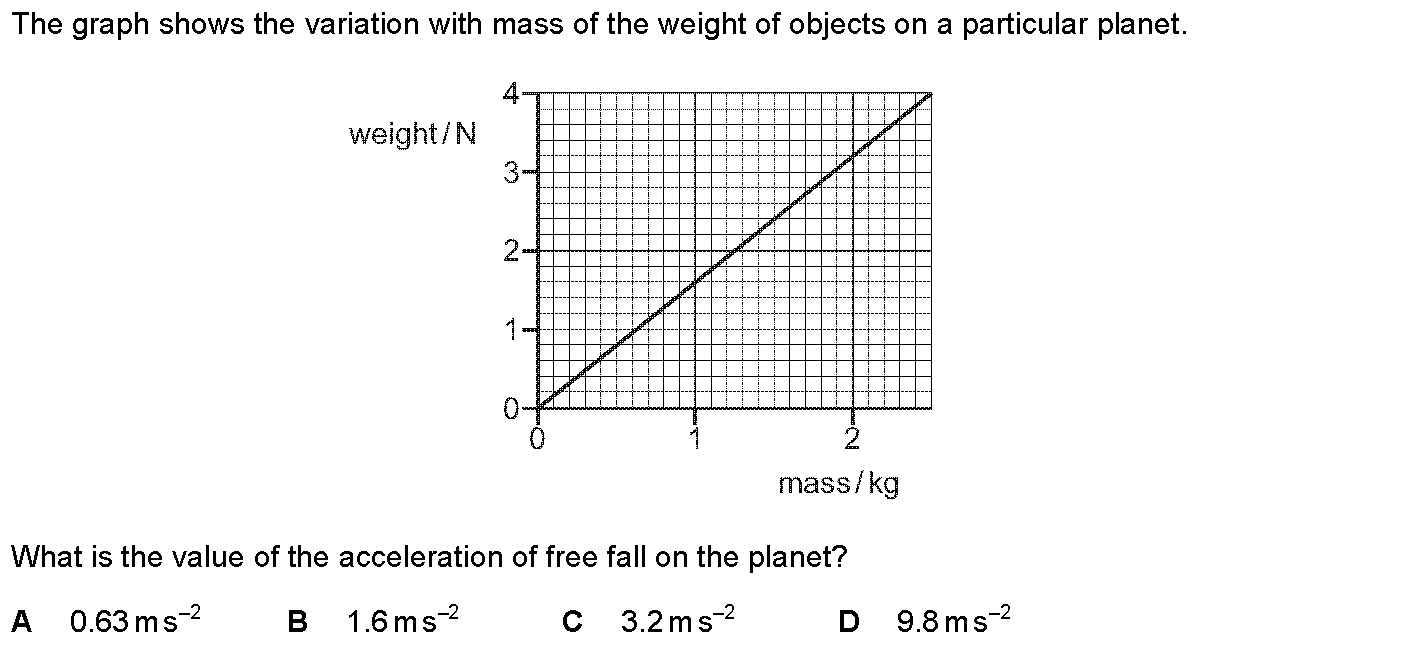 The graph shows the variation with mass of the weight of objects on a particular planet.
4
weight/N
3
2
1
0
0 1 2
mass/kg
What is the value of the acceleration of free fall on the planet?
A 0.63 m s⁻² B 1.6 m s⁻² C 3.2 m s⁻² D 9.8 m s⁻²